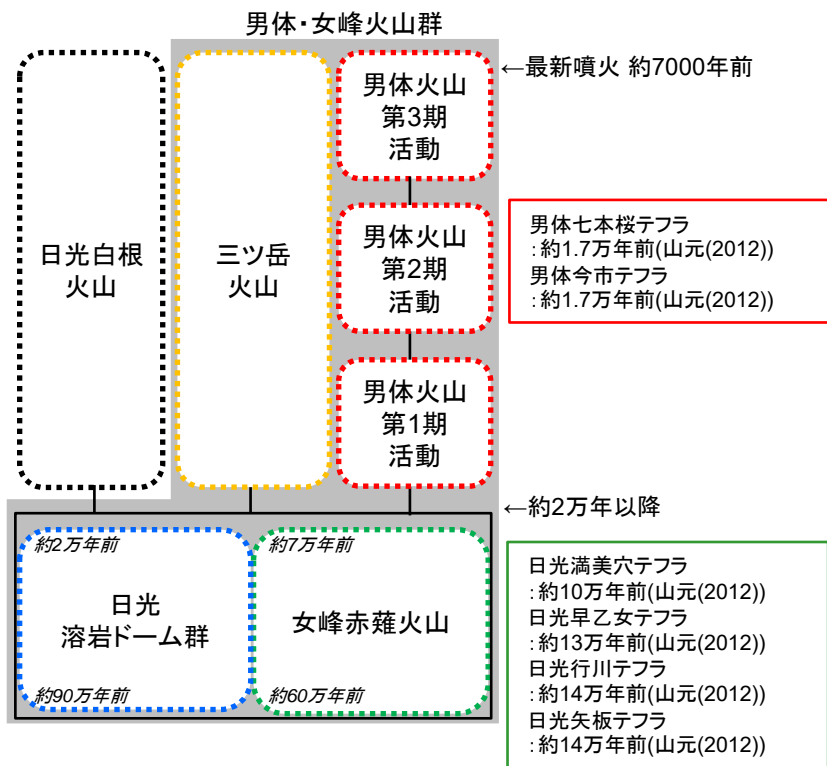 男体・女峰火山群
←最新噴火 約7000年前
日光白根
火山
三ツ岳
火山
男体火山
第3期
活動
男体火山
第2期
活動
男体火山
第1期
活動
男体七本桜テフラ
:約1.7万年前(山元(2012))
男体今市テフラ
:約1.7万年前(山元(2012))
←約2万年以降
約2万年前
日光
溶岩ドーム群
約90万年前
約7万年前
女峰赤薙火山
約60万年前
日光満美穴テフラ
:約10万年前(山元(2012))
日光早乙女テフラ
:約13万年前(山元(2012))
日光行川テフラ
:約14万年前(山元(2012))
日光矢板テフラ
:約14万年前(山元(2012))